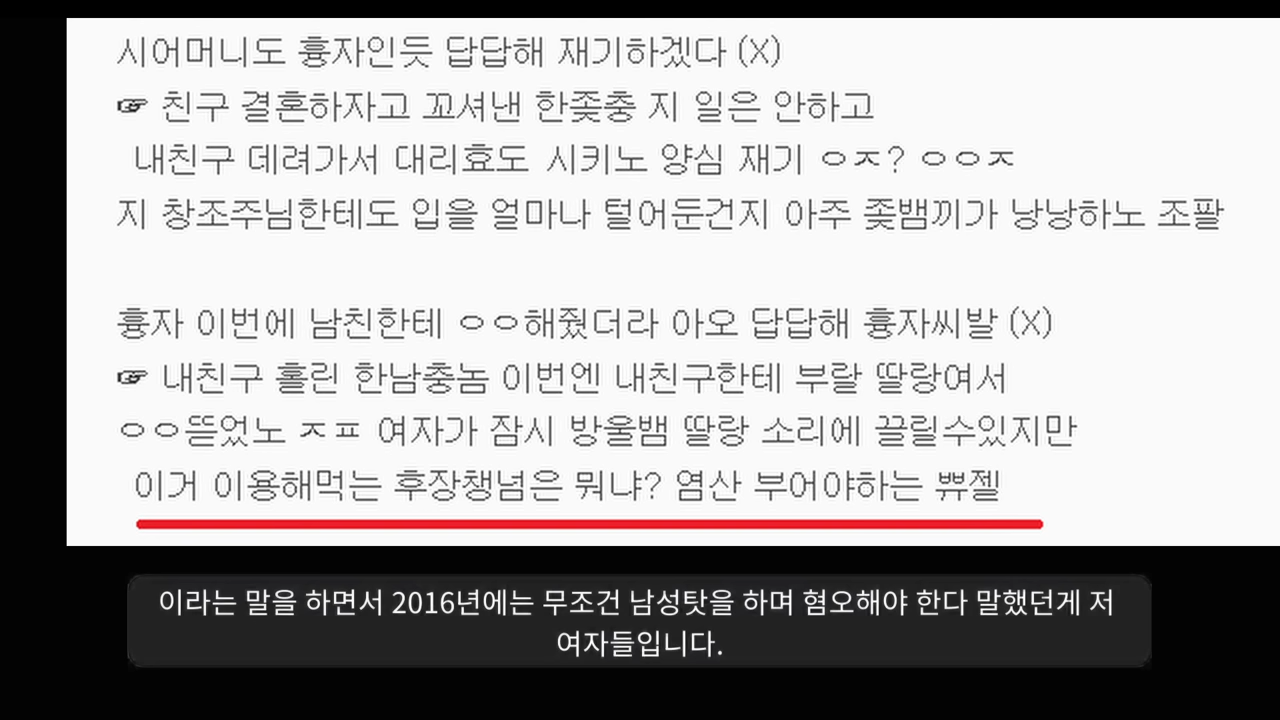 시어머니도 흉자인듯 답답해 재기하겠다 (X)
☞ 친구 결혼하자고 꼬셔낸 한좆충 지 일은 안하고
내친구 데려가서 대리효도 시키노 양심 재기 ㅇㅈ? ㅇㅇㅈ
지 창조주님한테도 입을 얼마나 털어둔건지 아주 좆뱀끼가 낭낭하노 조팔
흉자 이번에 남친한테 ㅇㅇ해줬더라 아오 답답해 흉자씨발 (X)
☞ 내친구 홀린 한남충놈 이번엔 내친구한테 부랄 딸랑여서
ㅇㅇ뜯었노 ㅈㅍ 여자가 잠시 방울뱀 딸랑 소리에 끌릴수있지만
이거 이용해먹는 후장챙넘은 뭐냐? 염산 부어야하는 쀼젤
이라는 말을 하면서 2016년에는 무조건 남성탓을 하며 혐오해야 한다 말했던게 저
여자들입니다.